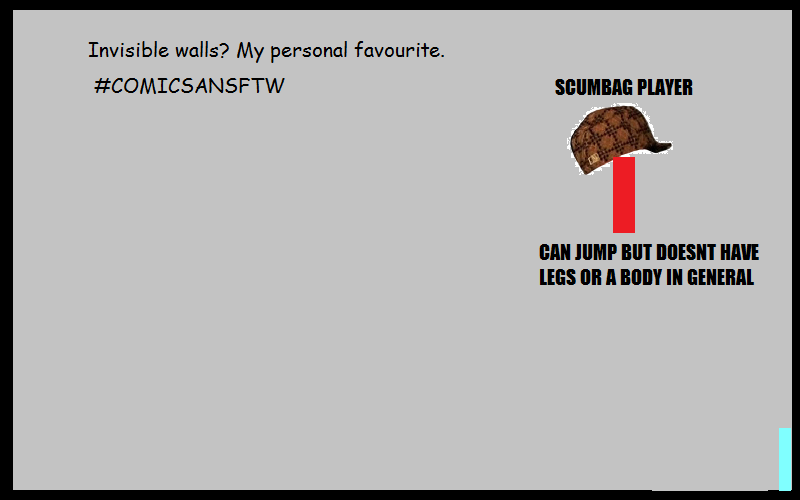 Invisible walls? My personal favourite.
#COMICSANSFTW
SCUMBAG PLAYER
CAN JUMP BUT DOESNT HAVE
LEGS OR A BODY IN GENERAL